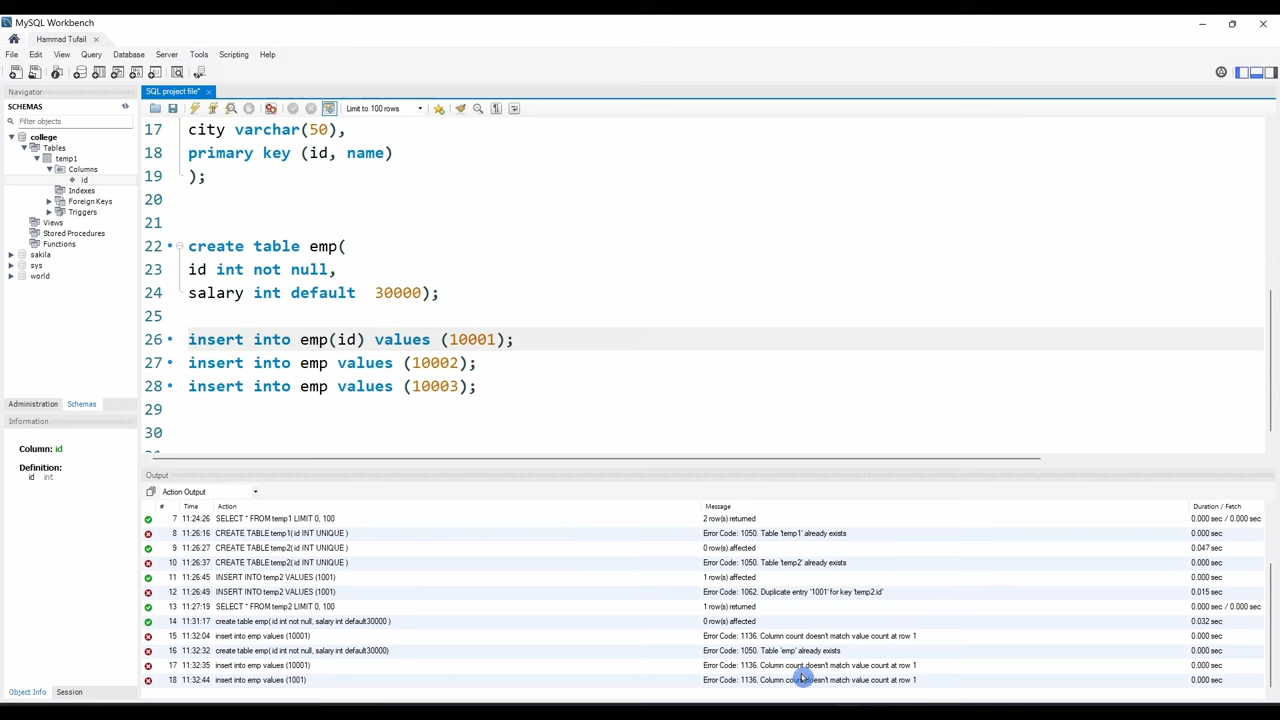 MySQL Workbench
Hammad Tufail ×
File Edit View Query Database Server Tools Scripting Help
Navigator
SCHEMAS
Filter objects
college
Tables
temp1
Columns
id
Indexes
Foreign Keys
Triggers
Views
Stored Procedures
Functions
sakila
sys
world
Administration Schemas
Information
Column: id
Definition:
id int
Object Info Session
SQL project file* ×
Limit to 100 rows
17 city varchar(50),
18 primary key (id, name)
19 );
20
21
22 create table emp(
23 id int not null,
24 salary int default 30000);
25
26 insert into emp(id) values (10001);
27 insert into emp values (10002);
28 insert into emp values (10003);
29
30
Output
Action Output
# Time Action Message Duration / Fetch
7 11:24:26 SELECT * FROM temp1 LIMIT 0, 100 2 row(s) returned 0.000 sec / 0.000 sec
8 11:26:16 CREATE TABLE temp1( id INT UNIQUE ) Error Code: 1050. Table 'temp1' already exists 0.000 sec
9 11:26:27 CREATE TABLE temp2( id INT UNIQUE ) 0 row(s) affected 0.047 sec
10 11:26:37 CREATE TABLE temp2( id INT UNIQUE ) Error Code: 1050. Table 'temp2' already exists 0.000 sec
11 11:26:45 INSERT INTO temp2 VALUES (1001) 1 row(s) affected 0.000 sec
12 11:26:49 INSERT INTO temp2 VALUES (1001) Error Code: 1062. Duplicate entry '1001' for key 'temp2.id' 0.015 sec
13 11:27:19 SELECT * FROM temp2 LIMIT 0, 100 1 row(s) returned 0.000 sec / 0.000 sec
14 11:31:17 create table emp( id int not null, salary int default 30000 ) 0 row(s) affected 0.032 sec
15 11:32:04 insert into emp values (10001) Error Code: 1136. Column count doesn't match value count at row 1 0.000 sec
16 11:32:32 create table emp( id int not null, salary int default 30000) Error Code: 1050. Table 'emp' already exists 0.000 sec
17 11:32:35 insert into emp values (10001) Error Code: 1136. Column count doesn't match value count at row 1 0.000 sec
18 11:32:44 insert into emp values (1001) Error Code: 1136. Column count doesn't match value count at row 1 0.000 sec